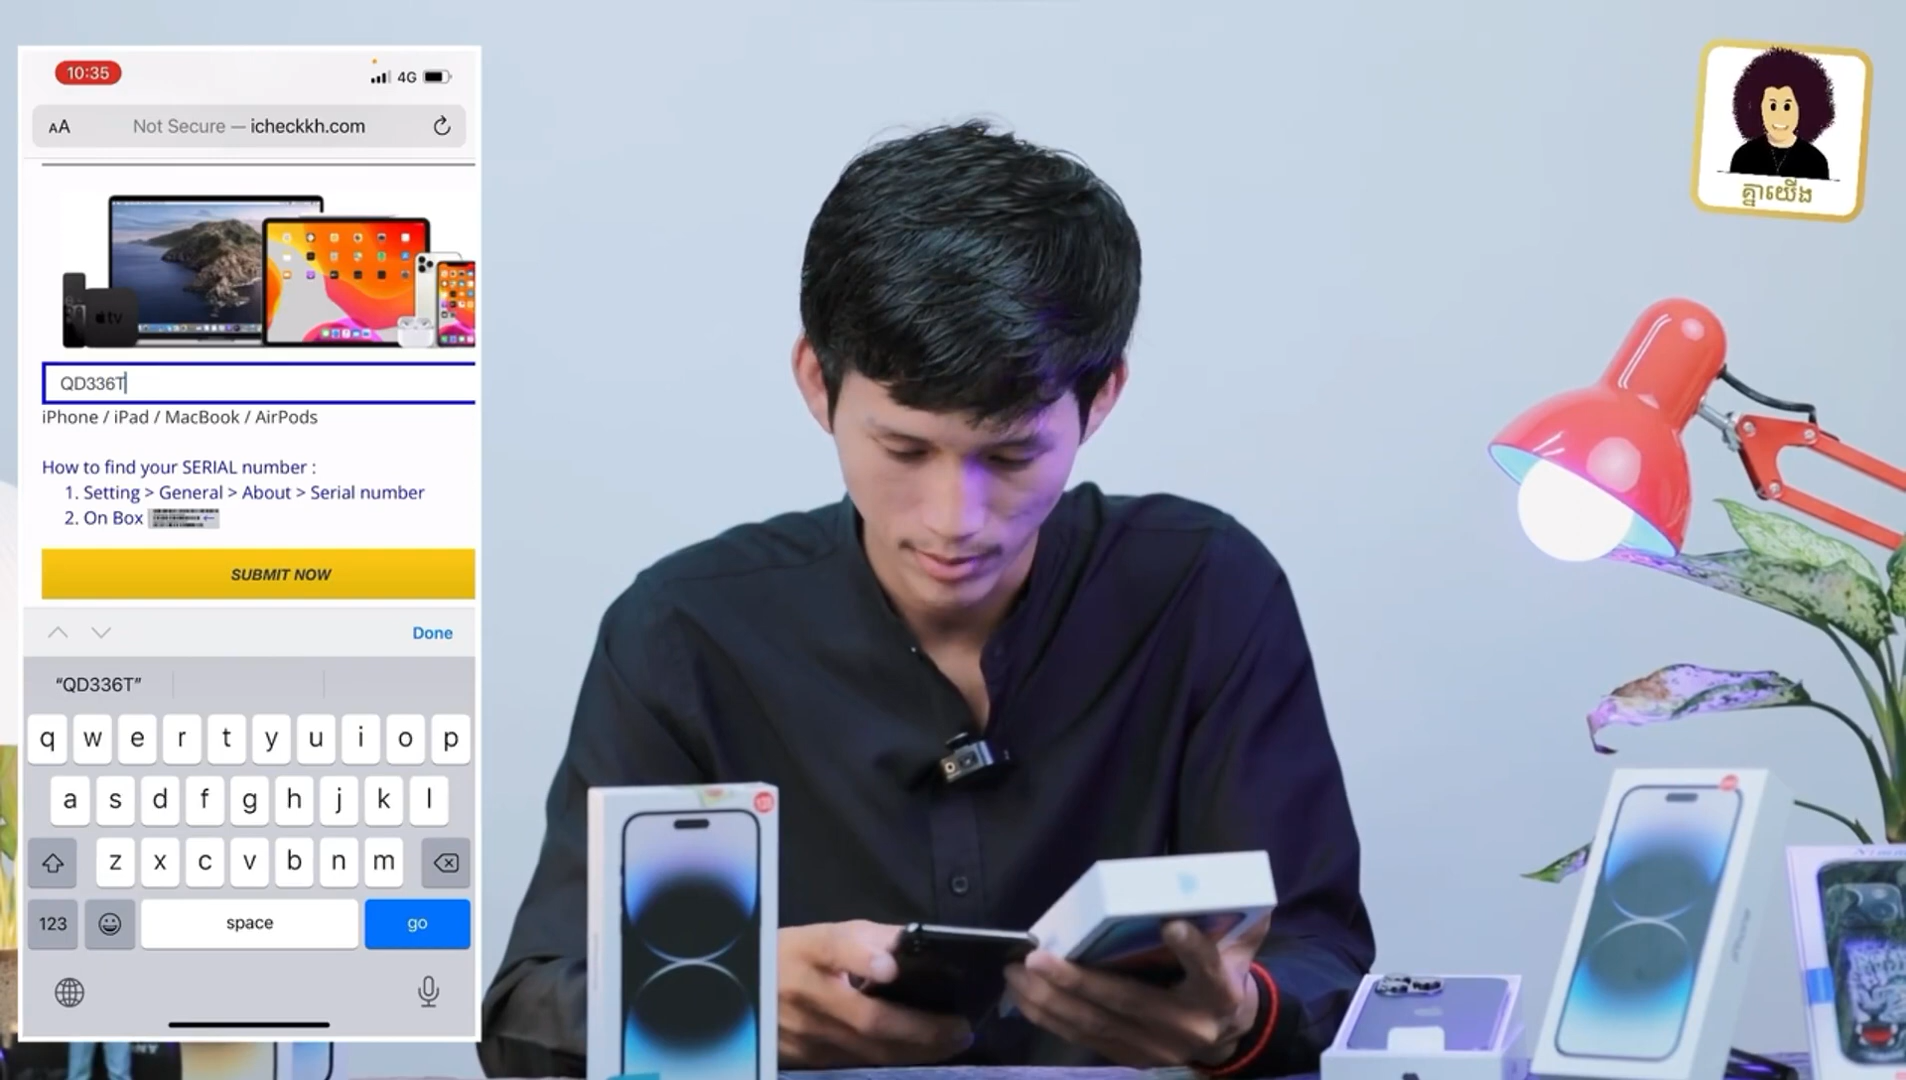 10:35
4G
AA
Not Secure — icheckkh.com
tv
QD336T
iPhone / iPad / MacBook / AirPods
How to find your SERIAL number :
1. Setting > General > About > Serial number
2. On Box
SUBMIT NOW
Done
“QD336T”
q w e r t y u i o p
a s d f g h j k l
z x c v b n m
123
space
go
គ្នាយើង